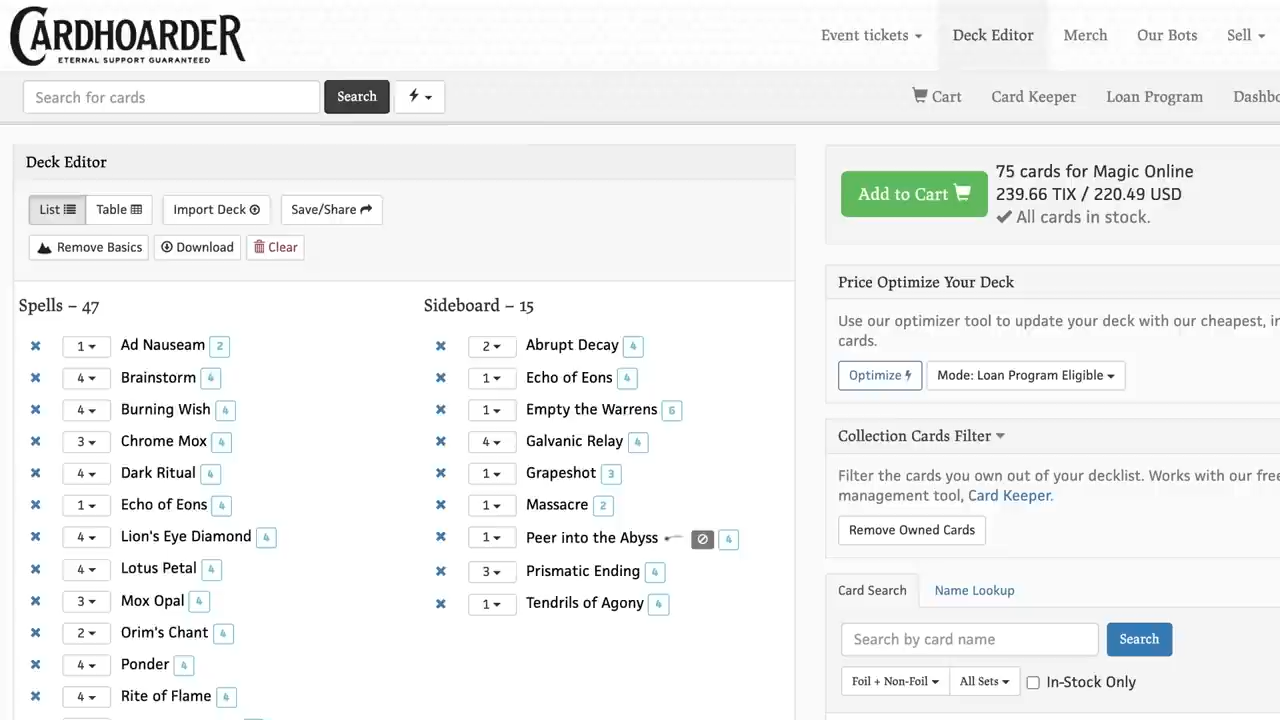 CARDHOARDER
ETERNAL SUPPORT GUARANTEED
Event tickets
Deck Editor
Merch
Our Bots
Sell
Search for cards
Search
Cart
Card Keeper
Loan Program
Dashbo
Deck Editor
List
Table
Import Deck
Save/Share
Remove Basics
Download
Clear
Spells – 47
1 Ad Nauseam 2
4 Brainstorm 4
4 Burning Wish 4
3 Chrome Mox 4
4 Dark Ritual 4
1 Echo of Eons 4
4 Lion's Eye Diamond 4
4 Lotus Petal 4
3 Mox Opal 4
2 Orim's Chant 4
4 Ponder 4
4 Rite of Flame 4
Sideboard – 15
2 Abrupt Decay 4
1 Echo of Eons 4
1 Empty the Warrens 6
4 Galvanic Relay 4
1 Grapeshot 3
1 Massacre 2
1 Peer into the Abyss 4
3 Prismatic Ending 4
1 Tendrils of Agony 4
Add to Cart
75 cards for Magic Online
239.66 TIX / 220.49 USD
All cards in stock.
Price Optimize Your Deck
Use our optimizer tool to update your deck with our cheapest, in
cards.
Optimize
Mode: Loan Program Eligible
Collection Cards Filter
Filter the cards you own out of your decklist. Works with our free
management tool, Card Keeper.
Remove Owned Cards
Card Search
Name Lookup
Search by card name
Search
Foil + Non-Foil
All Sets
In-Stock Only